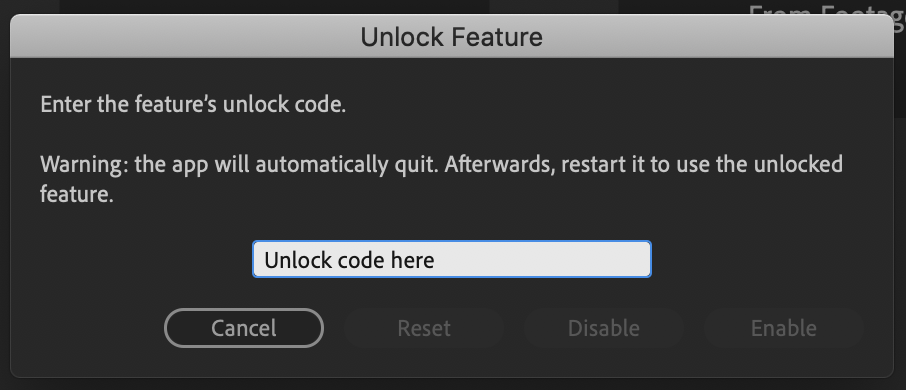 From Footage
Unlock Feature
Enter the feature's unlock code.
Warning: the app will automatically quit. Afterwards, restart it to use the unlocked
feature.
Unlock code here
Cancel
Reset
Disable
Enable